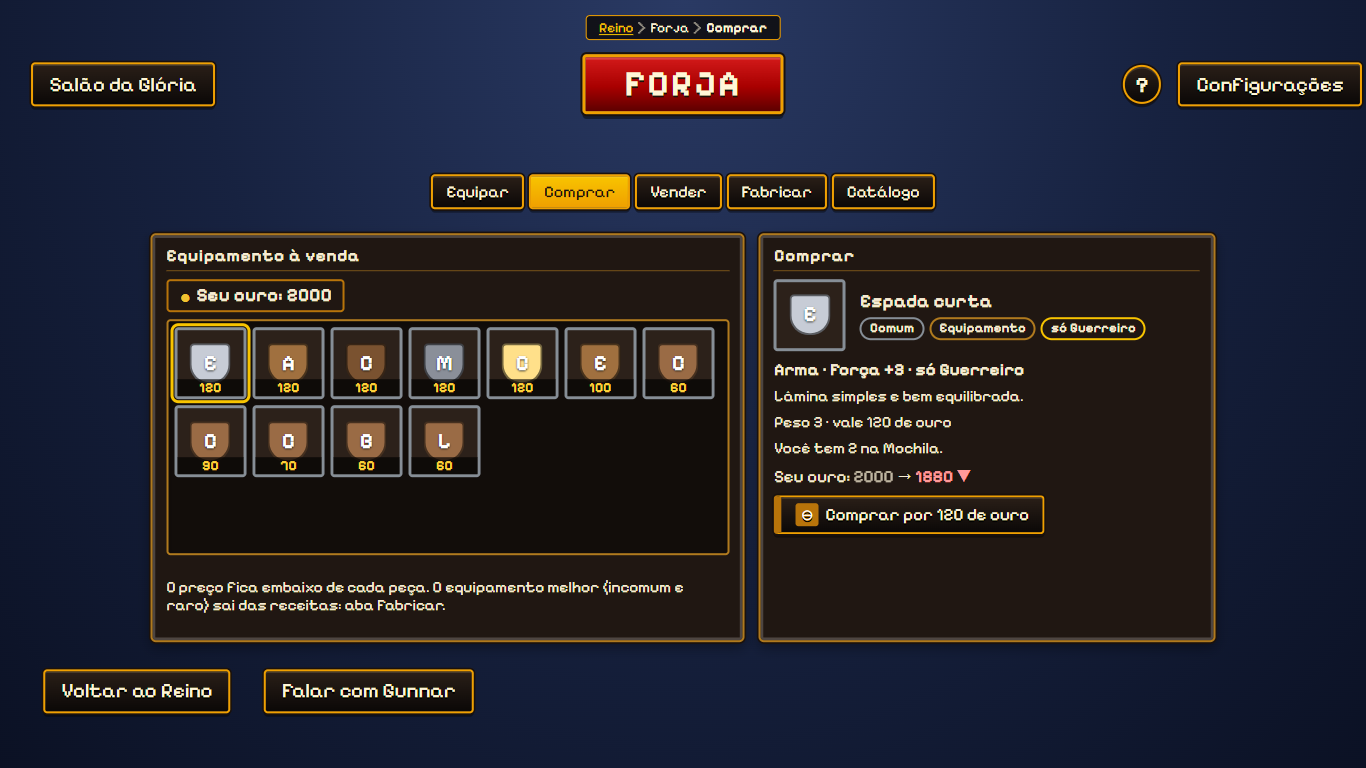 Reino > Forja > Comprar
Salão da Glória
FORJA
?
Configurações
Equipar
Comprar
Vender
Fabricar
Catálogo
Equipamento à venda
Seu ouro: 2000
E
120
A
120
O
120
M
120
O
120
E
100
O
60
O
90
O
70
B
60
L
60
O preço fica embaixo de cada peça. O equipamento melhor (incomum e
raro) sai das receitas: aba Fabricar.
Comprar
E
Espada curta
Comum
Equipamento
só Guerreiro
Arma · Força +3 · só Guerreiro
Lâmina simples e bem equilibrada.
Peso 3 · vale 120 de ouro
Você tem 2 na Mochila.
Seu ouro: 2000 → 1880 ▼
Comprar por 120 de ouro
Voltar ao Reino
Falar com Gunnar